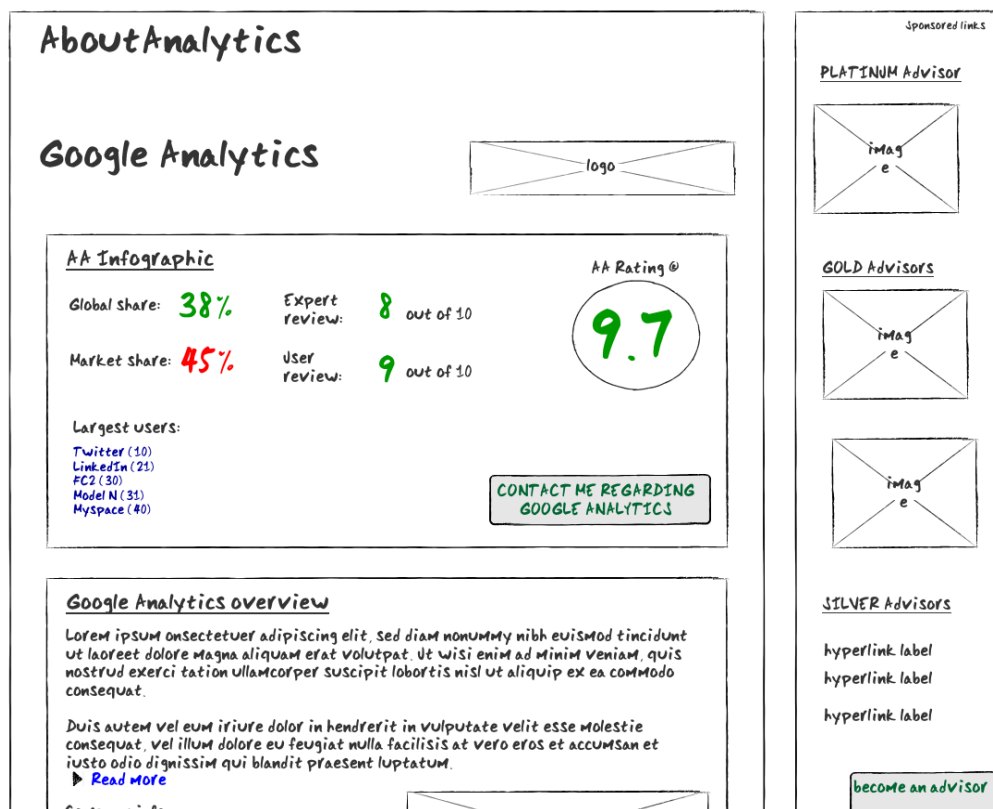 AboutAnalytics
Google Analytics
logo
AA Infographic
Global share: 38%
Market share: 45%
Expert
review: 8 out of 10
User
review: 9 out of 10
AA Rating ®
9.7
Largest users:
Twitter (10)
LinkedIn (21)
FC2 (30)
Model N (31)
Myspace (40)
CONTACT ME REGARDING
GOOGLE ANALYTICS
Google Analytics overview
Lorem ipsum onsectetuer adipiscing elit, sed diam nonummy nibh euismod tincidunt
ut laoreet dolore magna aliquam erat volutpat. Ut wisi enim ad minim veniam, quis
nostrud exerci tation ullamcorper suscipit lobortis nisl ut aliquip ex ea commodo
consequat.
Duis autem vel eum iriure dolor in hendrerit in vulputate velit esse molestie
consequat, vel illum dolore eu feugiat nulla facilisis at vero eros et accumsan et
iusto odio dignissim qui blandit praesent luptatum.
Read more
Sponsored links
PLATINUM Advisor
imag
e
GOLD Advisors
imag
e
imag
e
SILVER Advisors
hyperlink label
hyperlink label
hyperlink label
become an advisor